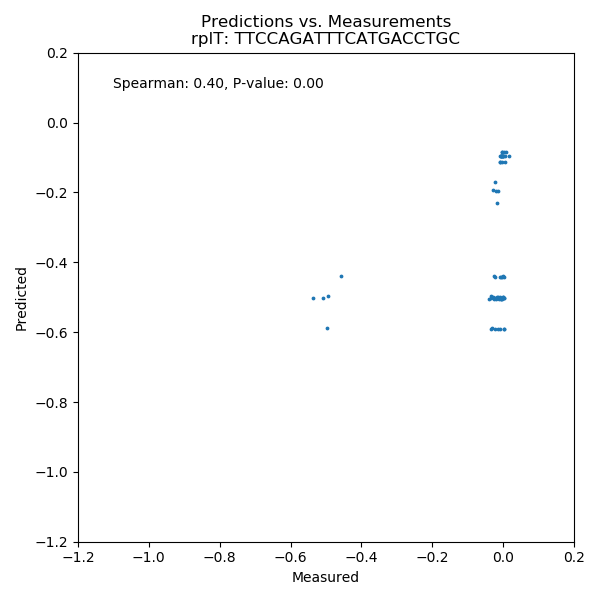 Predictions vs. Measurements
rplT: TTCCAGATTTCATGACCTGC
Spearman: 0.40, P-value: 0.00
0.2
0.0
−0.2
−0.4
−0.6
−0.8
−1.0
−1.2
Predicted
−1.2 −1.0 −0.8 −0.6 −0.4 −0.2 0.0 0.2
Measured